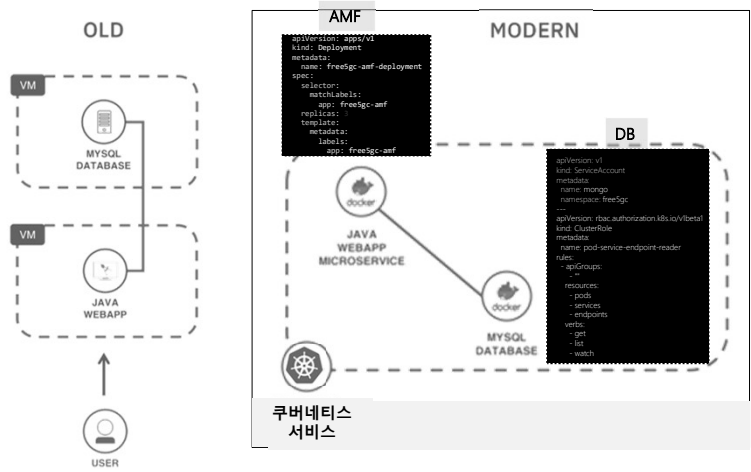 OLD
VM
MYSQL
DATABASE
VM
JAVA
WEBAPP
USER
AMF
MODERN
apiVersion: apps/v1
kind: Deployment
metadata:
name: free5gc-amf-deployment
spec:
selector:
matchLabels:
app: free5gc-amf
replicas:
template:
metadata:
labels:
app: free5gc-amf
docker
JAVA
WEBAPP
MICROSERVICE
docker
MYSQL
DATABASE
DB
apiVersion: v1
kind: ServiceAccount
metadata:
name: mongo
namespace: free5gc
---
apiVersion: rbac.authorization.k8s.io/v1beta1
kind: ClusterRole
metadata:
name: pod-service-endpoint-reader
rules:
- apiGroups:
- ""
resources:
- pods
- services
- endpoints
verbs:
- get
- list
- watch
쿠버네티스
서비스